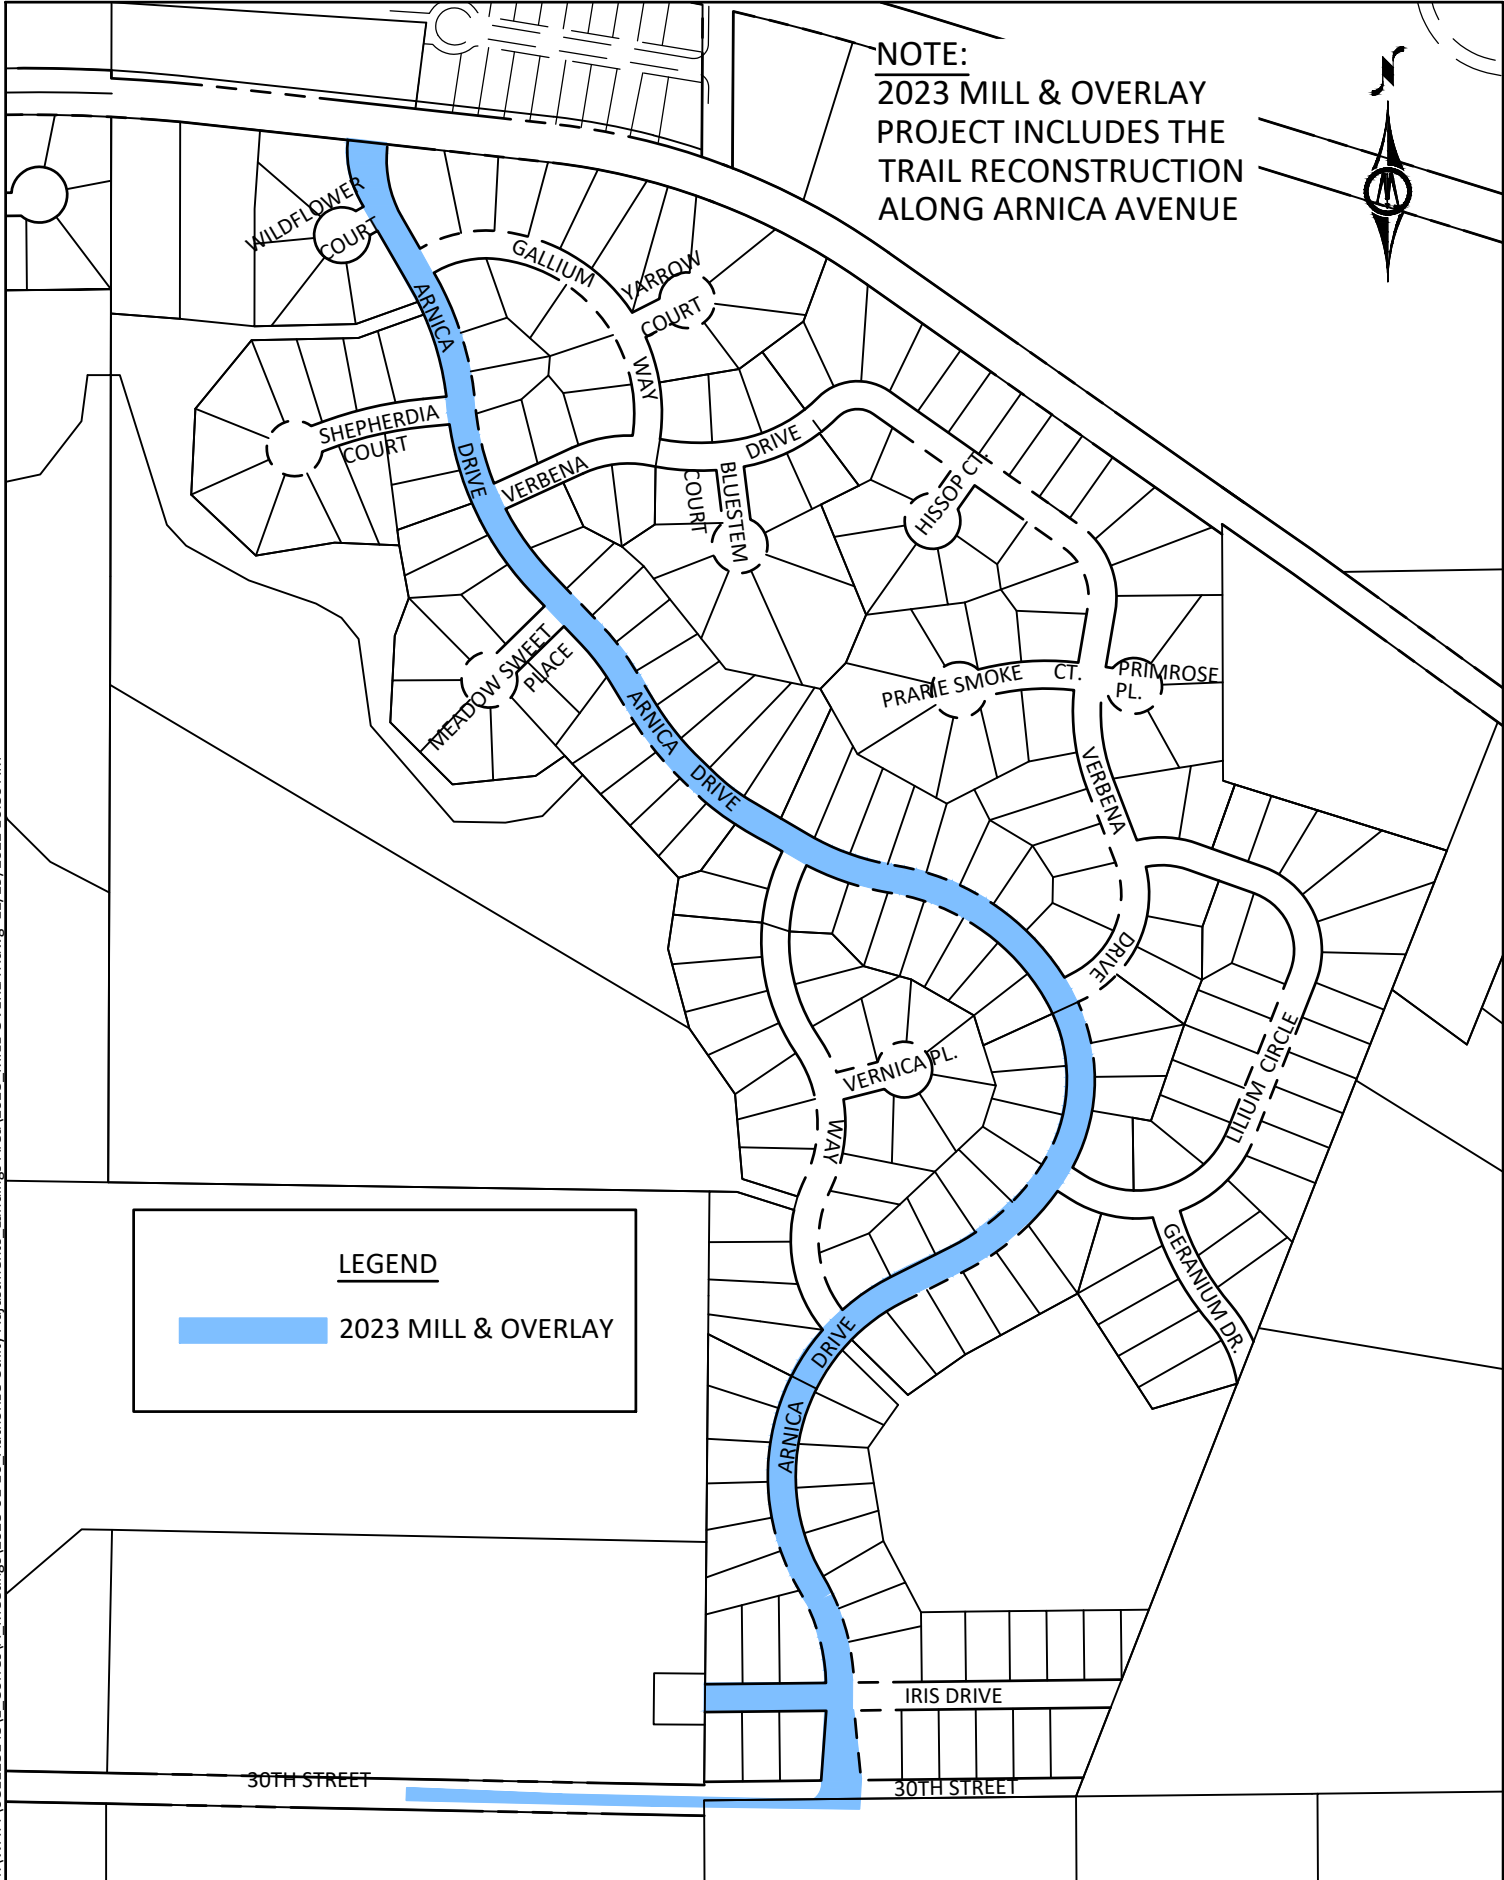 NOTE:
2023 MILL & OVERLAY
PROJECT INCLUDES THE
TRAIL RECONSTRUCTION
ALONG ARNICA AVENUE
N
WILDFLOWER
COURT
GALLIUM
WAY
YARROW
COURT
ARNICA
DRIVE
SHEPHERDIA
COURT
VERBENA
DRIVE
BLUESTEM
COURT
HISSOP CT.
MEADOW SWEET
PLACE
PRARIE SMOKE CT.
PRIMROSE
PL.
ARNICA
DRIVE
VERBENA
DRIVE
VERNICA PL.
WAY
LILIUM CIRCLE
GERANIUM DR.
LEGEND
2023 MILL & OVERLAY
ARNICA
DRIVE
IRIS DRIVE
30TH STREET
30TH STREET